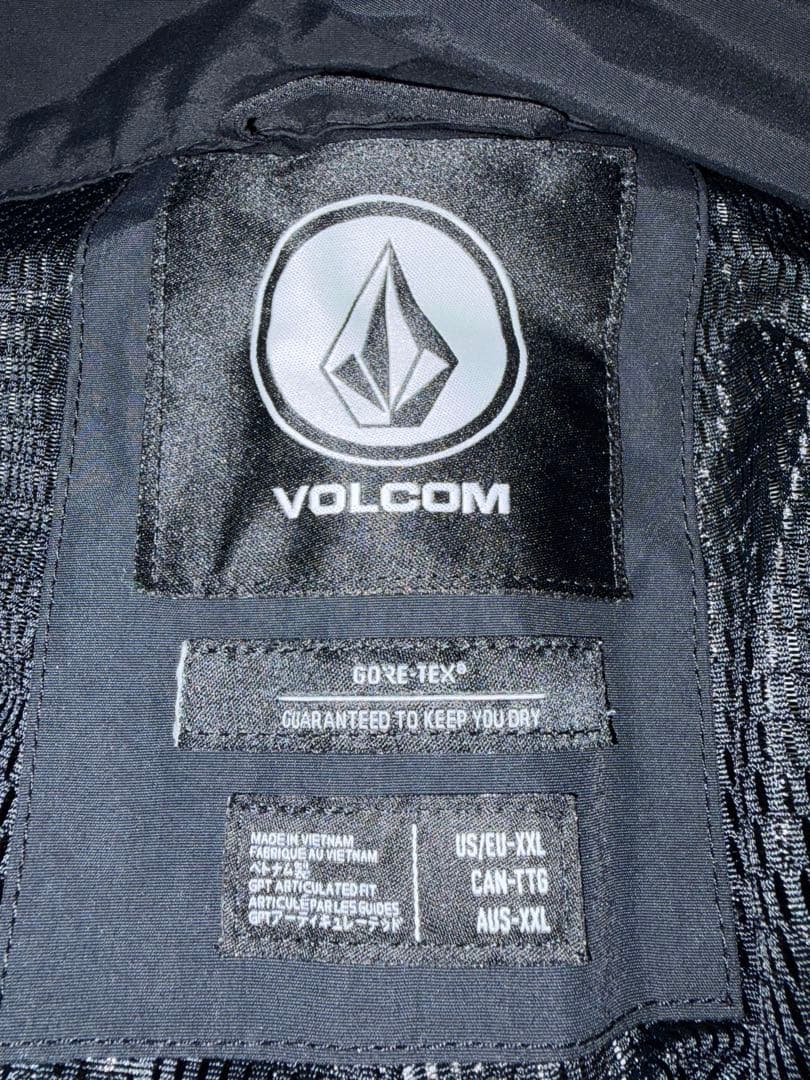 VOLCOM
GORE-TEX®
GUARANTEED TO KEEP YOU DRY
MADE IN VIETNAM
FABRIQUÉ AU VIETNAM
ベトナム製
GPT ARTICULATED FIT
ARTICULÉ PAR LES GUIDES
GPTアーティキュレーテッド
US/EU-XXL
CAN-TTG
AUS-XXL